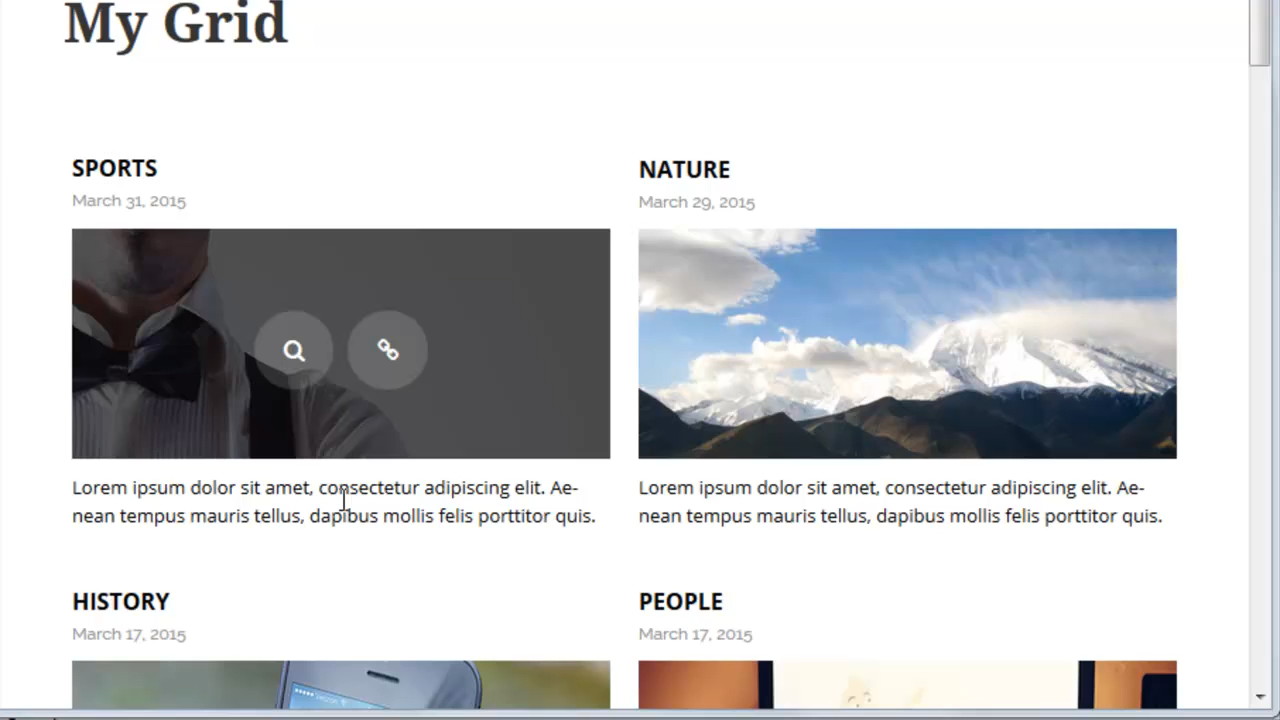 My Grid
SPORTS
March 31, 2015
NATURE
March 29, 2015
Lorem ipsum dolor sit amet, consectetur adipiscing elit. Ae-
nean tempus mauris tellus, dapibus mollis felis porttitor quis.
Lorem ipsum dolor sit amet, consectetur adipiscing elit. Ae-
nean tempus mauris tellus, dapibus mollis felis porttitor quis.
HISTORY
March 17, 2015
PEOPLE
March 17, 2015